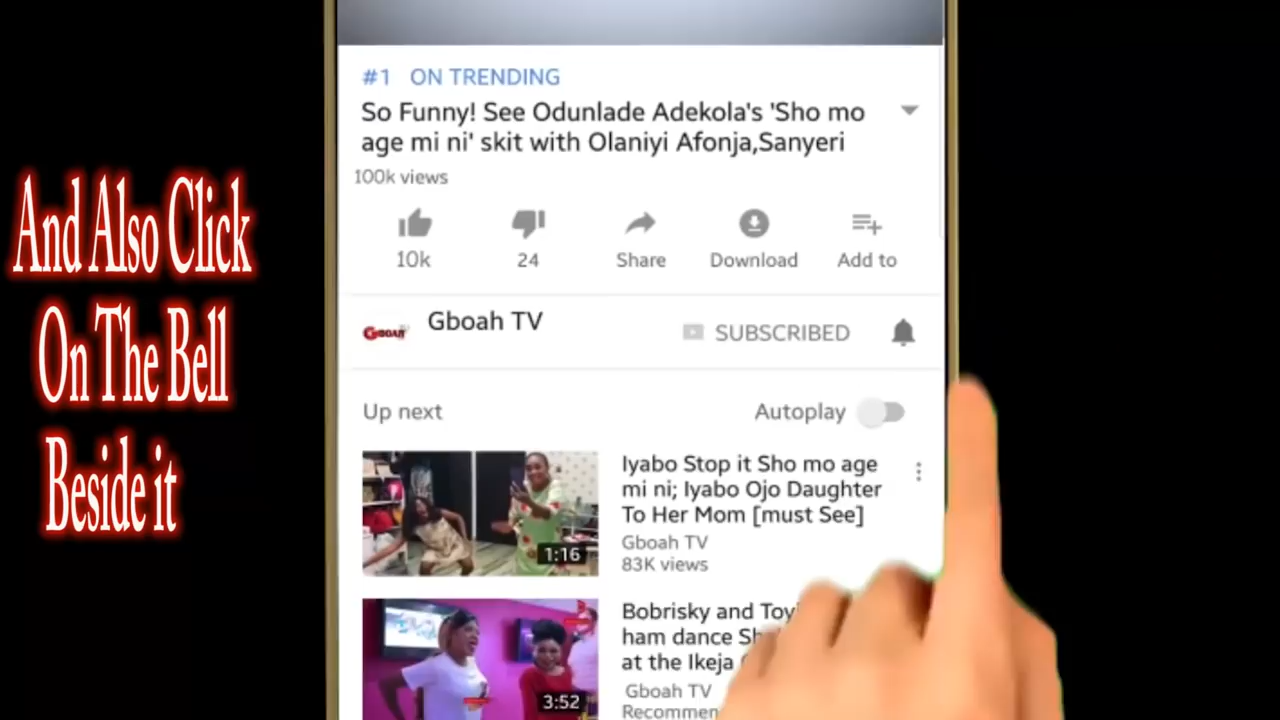 And Also Click
On The Bell
Beside it
#1 ON TRENDING
So Funny! See Odunlade Adekola's 'Sho mo
age mi ni' skit with Olaniyi Afonja,Sanyeri
100k views
10k
24
Share
Download
Add to
GBOAH
Gboah TV
SUBSCRIBED
Up next
Autoplay
Iyabo Stop it Sho mo age
mi ni; Iyabo Ojo Daughter
To Her Mom [must See]
Gboah TV
83K views
1:16
Bobrisky and Toy
ham dance Sh
at the Ikeja
Gboah TV
Recommen
3:52